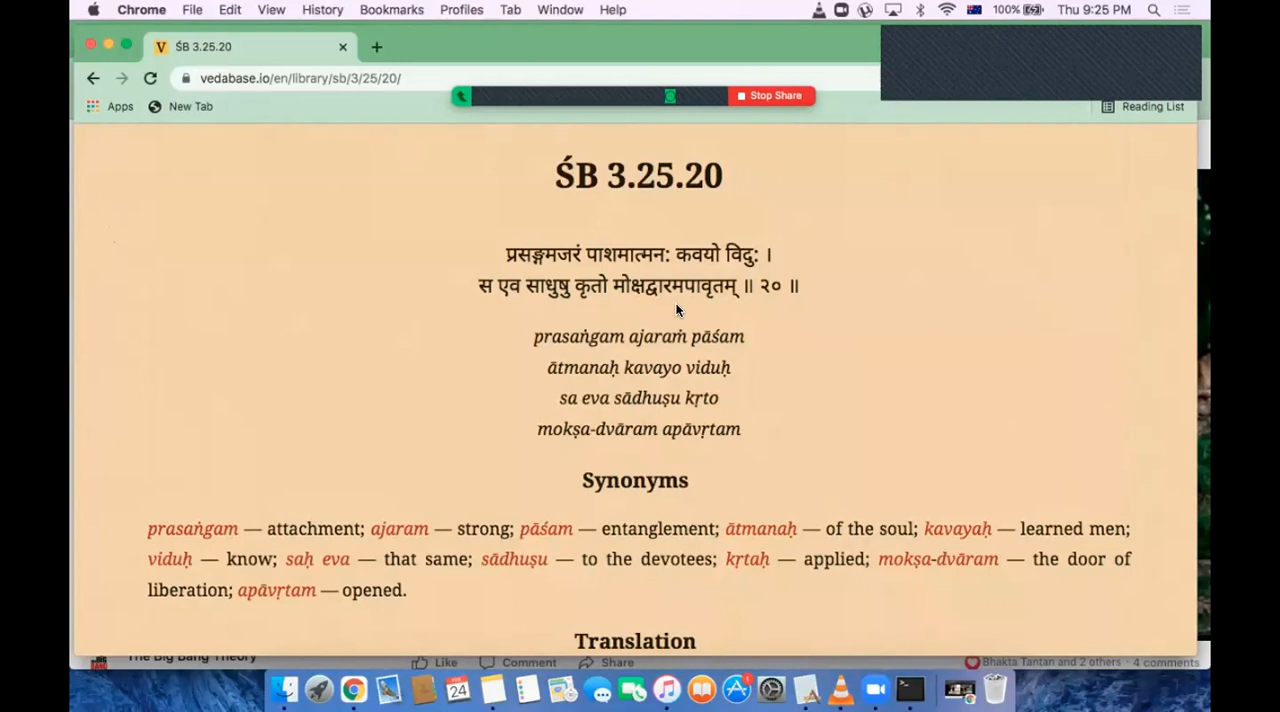 Chrome File Edit View History Bookmarks Profiles Tab Window Help 100% Thu 9:25 PM
V ŚB 3.25.20
vedabase.io/en/library/sb/3/25/20/
Stop Share
Apps New Tab Reading List
ŚB 3.25.20
प्रसङ्गमजरं पाशमात्मन: कवयो विदु: ।
स एव साधुषु कृतो मोक्षद्वारमपावृतम् ॥ २० ॥
prasaṅgam ajaraṁ pāśam
ātmanaḥ kavayo viduḥ
sa eva sādhuṣu kṛto
mokṣa-dvāram apāvṛtam
Synonyms
prasaṅgam — attachment; ajaram — strong; pāśam — entanglement; ātmanaḥ — of the soul; kavayaḥ — learned men;
viduḥ — know; saḥ eva — that same; sādhuṣu — to the devotees; kṛtaḥ — applied; mokṣa-dvāram — the door of
liberation; apāvṛtam — opened.
Translation
The Big Bang Theory Like Comment Share Bhakta Tantan and 2 others · 4 comments
24 1